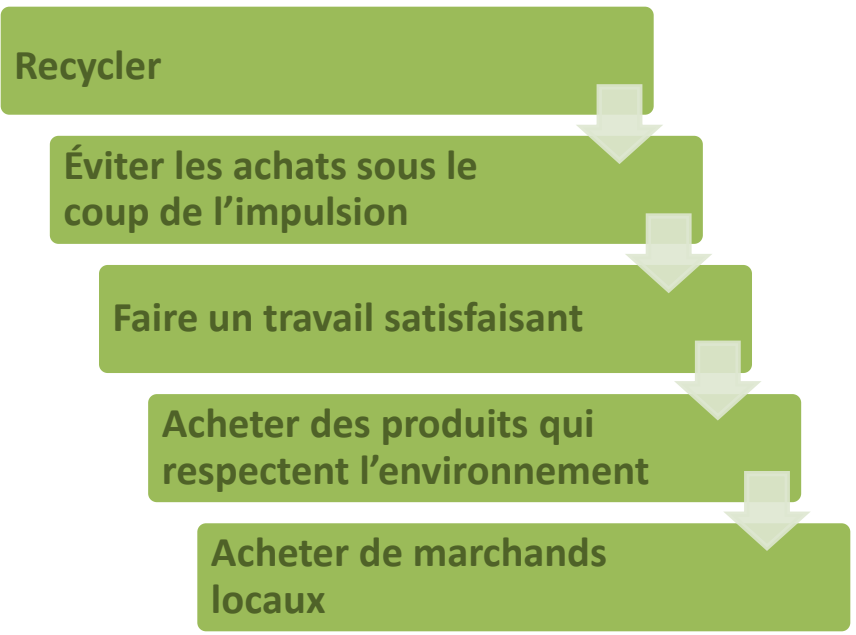 Recycler
Éviter les achats sous le
coup de l’impulsion
Faire un travail satisfaisant
Acheter des produits qui
respectent l’environnement
Acheter de marchands
locaux